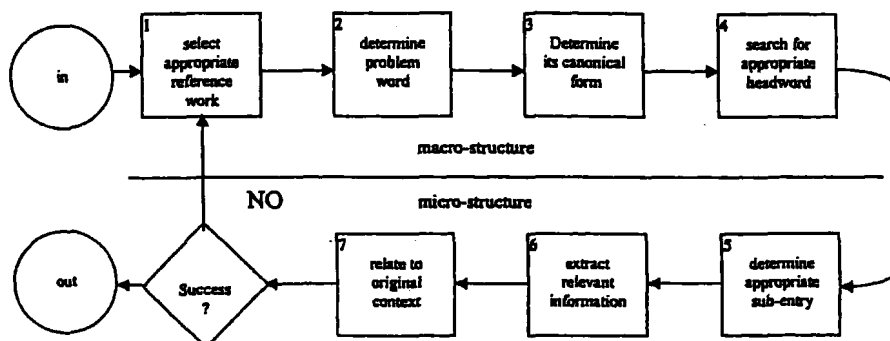 in
1
select
appropriate
reference
work
2
determine
problem
word
3
Determine
its canonical
form
4
search for
appropriate
headword
macro-structure
NO
micro-structure
out
Success
?
7
relate to
original
context
6
extract
relevant
information
5
determine
appropriate
sub-entry